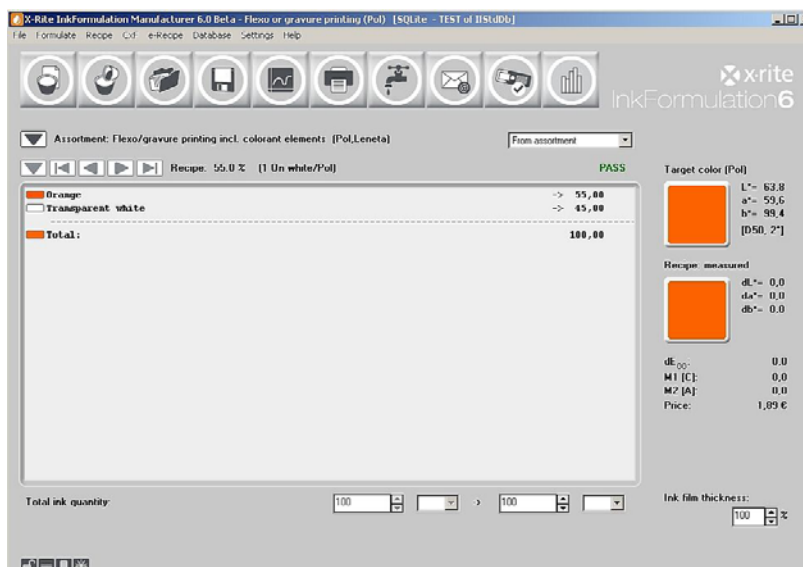 X-Rite InkFormulation Manufacturer 6.0 Beta - Flexo or gravure printing (Pol) [SQLite - TEST of IIStdDb]
File Formulate Recipe CxF e-Recipe Database Settings Help
x·rite
InkFormulation6
Assortment: Flexo/gravure printing incl. colorant elements (Pol,Leneta)
From assortment
Recipe: 55.0 % (1 On white/Pol)
PASS
Target color (Pol)
Orange -> 55,00
Transparent white -> 45,00
Total: 100,00
L*= 63,8
a*= 59,6
b*= 99,4
[D50, 2°]
Recipe measured
dL*= 0,0
da*= 0,0
db*= 0,0
dE00: 0.0
M1 [C]: 0,0
M2 [A]: 0,0
Price: 1,89 €
Total ink quantity: 100 -> 100
Ink film thickness:
100 %